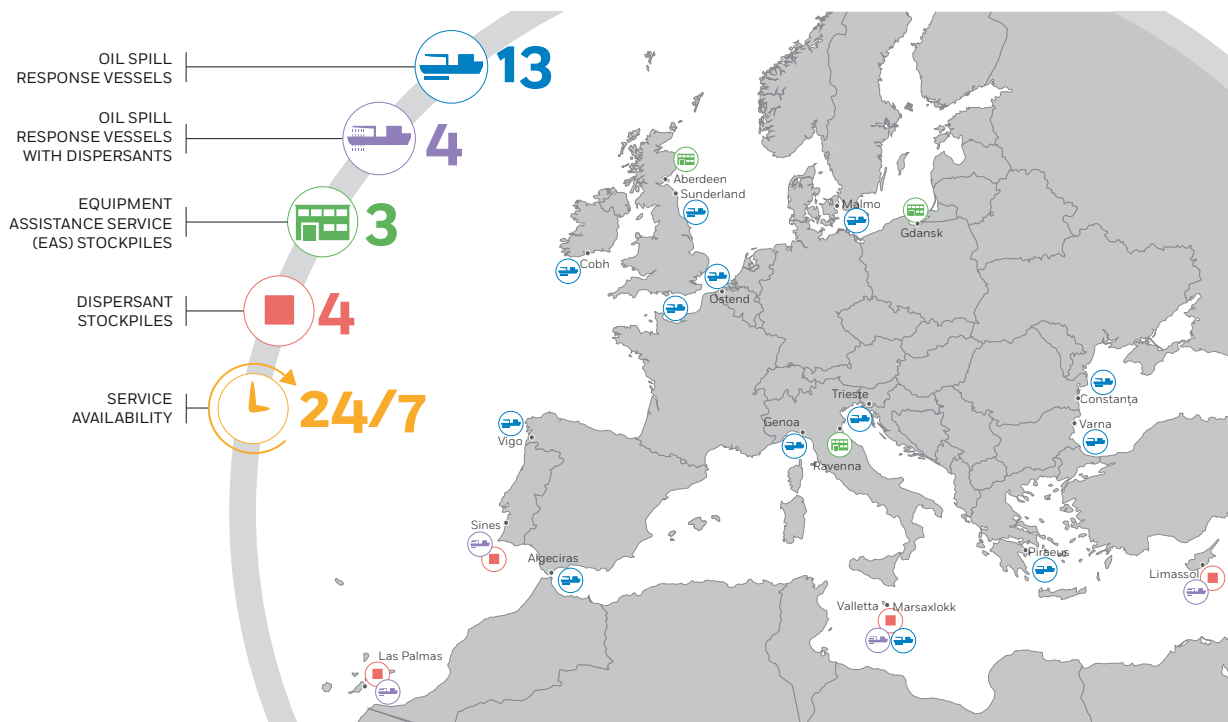 OIL SPILL
RESPONSE VESSELS
13
OIL SPILL
RESPONSE VESSELS
WITH DISPERSANTS
4
EQUIPMENT
ASSISTANCE SERVICE
(EAS) STOCKPILES
3
DISPERSANT
STOCKPILES
4
SERVICE
AVAILABILITY
24/7
Aberdeen
Sunderland
Malmo
Gdansk
Cobh
Ostend
Trieste
Constanța
Genoa
Varna
Vigo
Ravenna
Sines
Algeciras
Piraeus
Limassol
Valletta
Marsaxlokk
Las Palmas